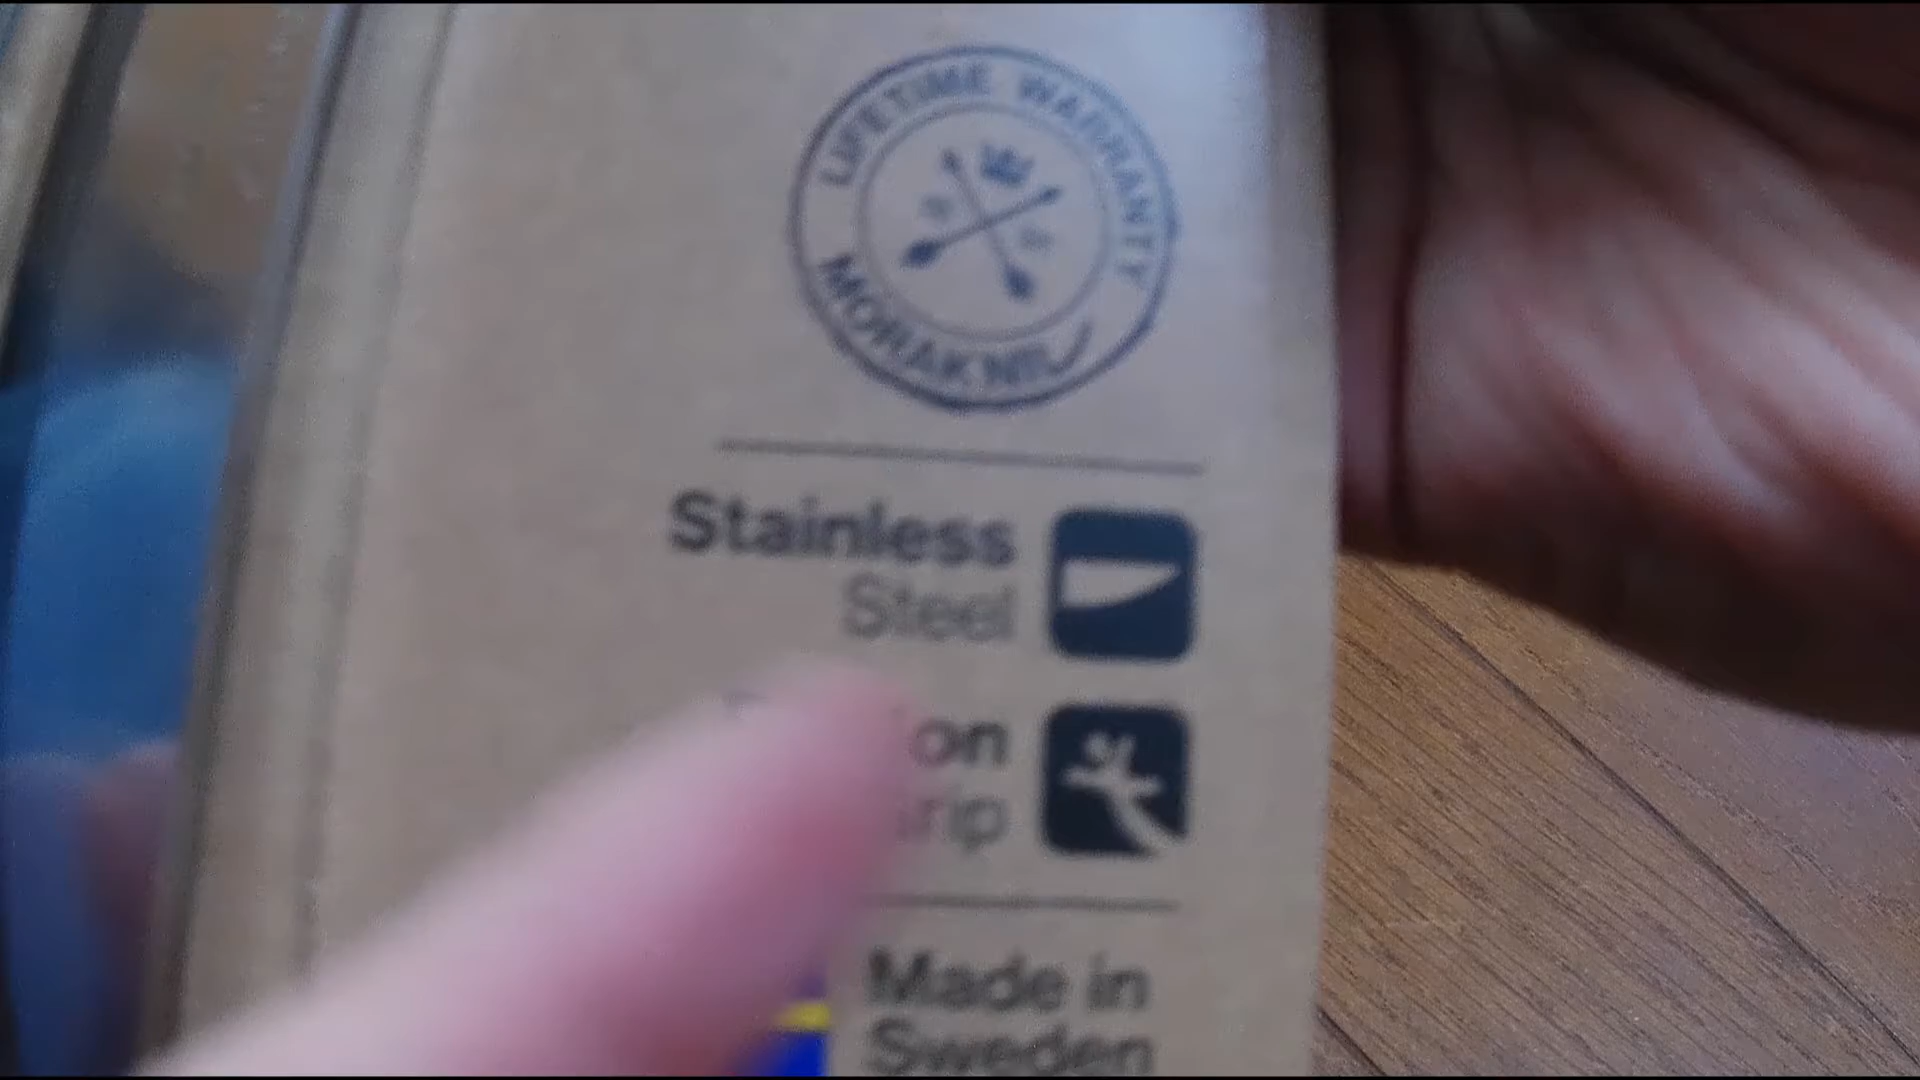 LIFETIME WARRANTY
MORAKNIV
Stainless
Steel
Made in
Sweden